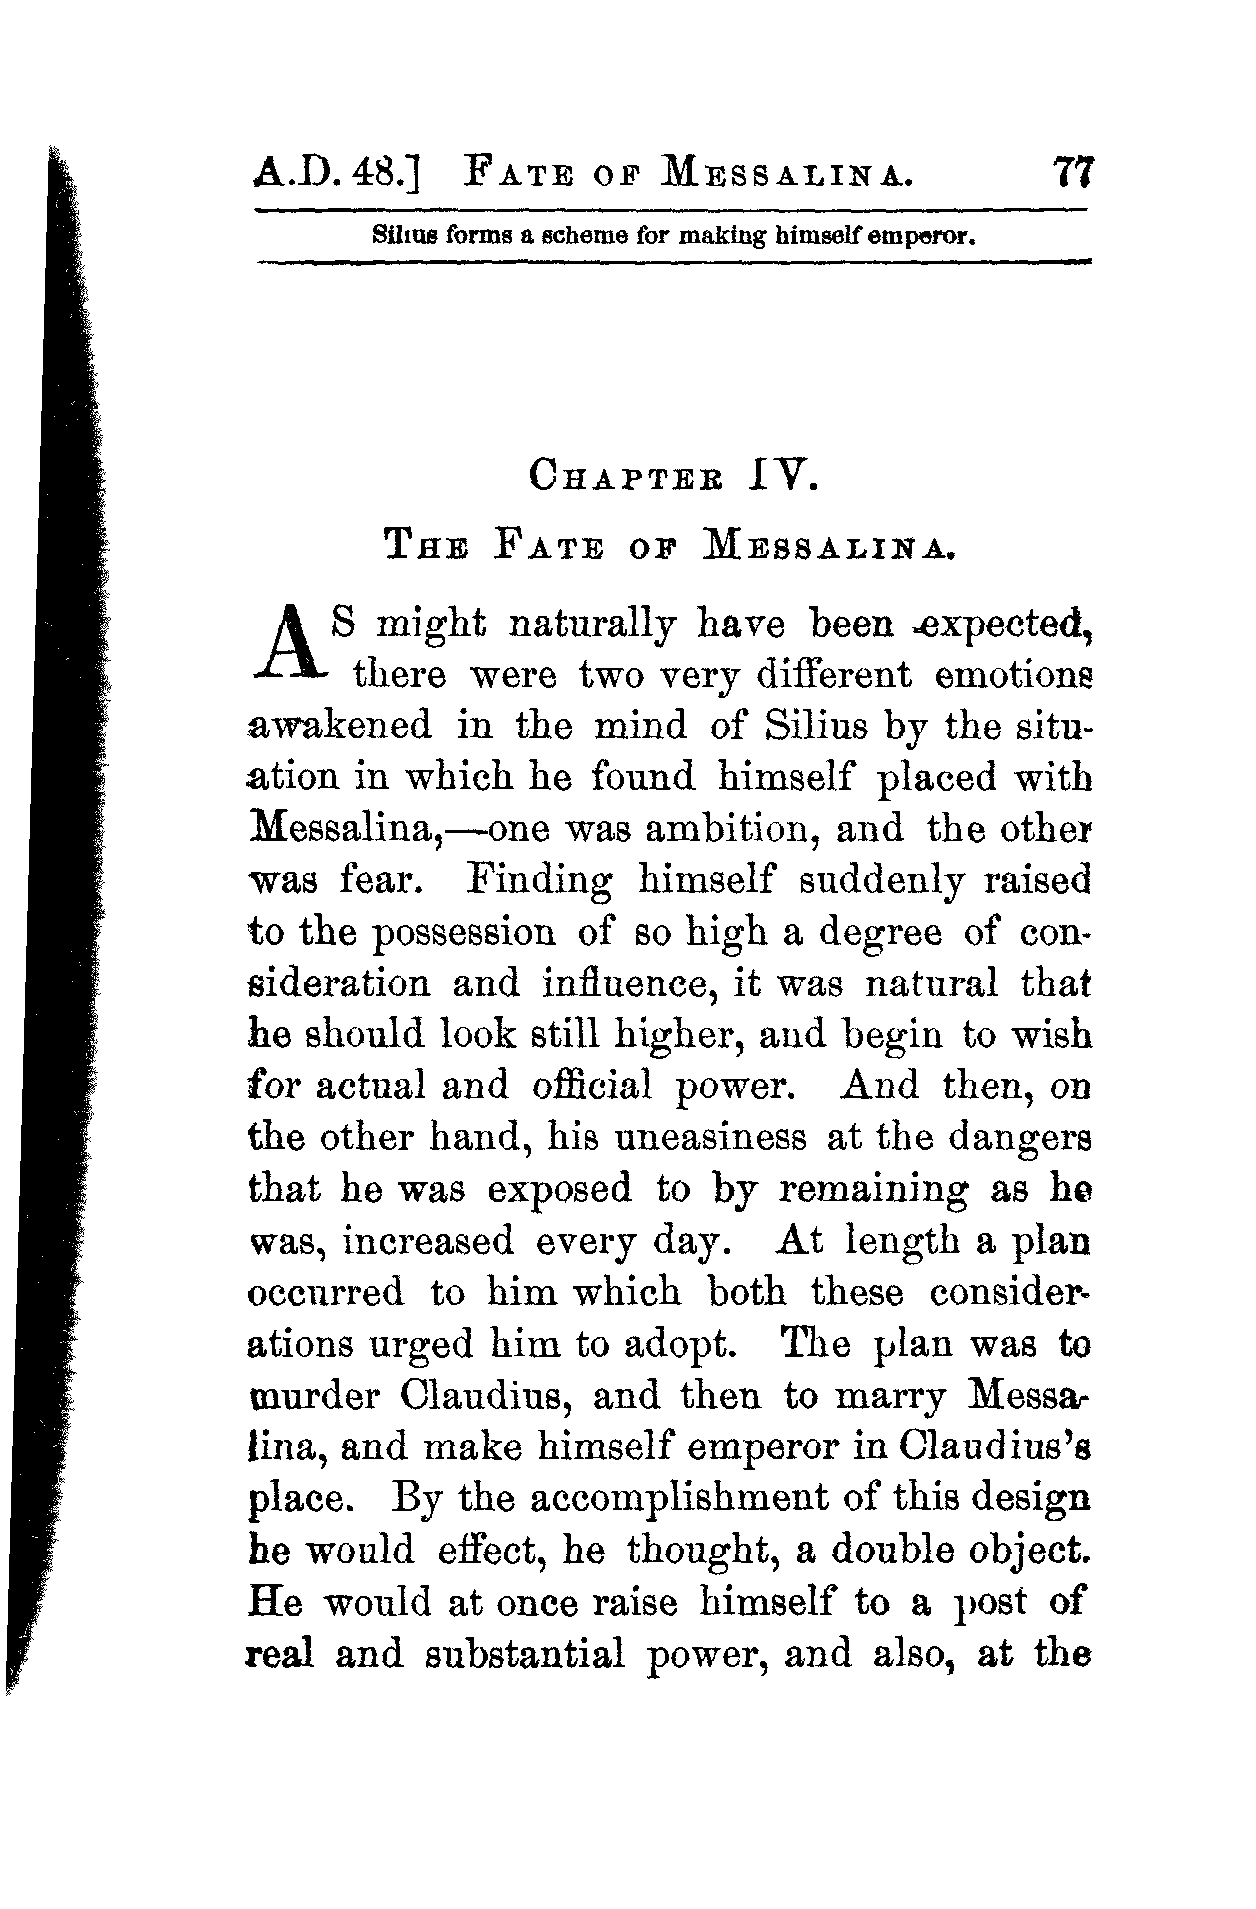 A.D. 48.] FATE OF MESSALINA. 77
Silius forms a scheme for making himself emperor.
CHAPTER IV.
THE FATE OF MESSALINA.
AS might naturally have been expected,
there were two very different emotions
awakened in the mind of Silius by the situ-
ation in which he found himself placed with
Messalina,—one was ambition, and the other
was fear. Finding himself suddenly raised
to the possession of so high a degree of con-
sideration and influence, it was natural that
he should look still higher, and begin to wish
for actual and official power. And then, on
the other hand, his uneasiness at the dangers
that he was exposed to by remaining as he
was, increased every day. At length a plan
occurred to him which both these consider-
ations urged him to adopt. The plan was to
murder Claudius, and then to marry Messa-
lina, and make himself emperor in Claudius's
place. By the accomplishment of this design
he would effect, he thought, a double object.
He would at once raise himself to a post of
real and substantial power, and also, at the